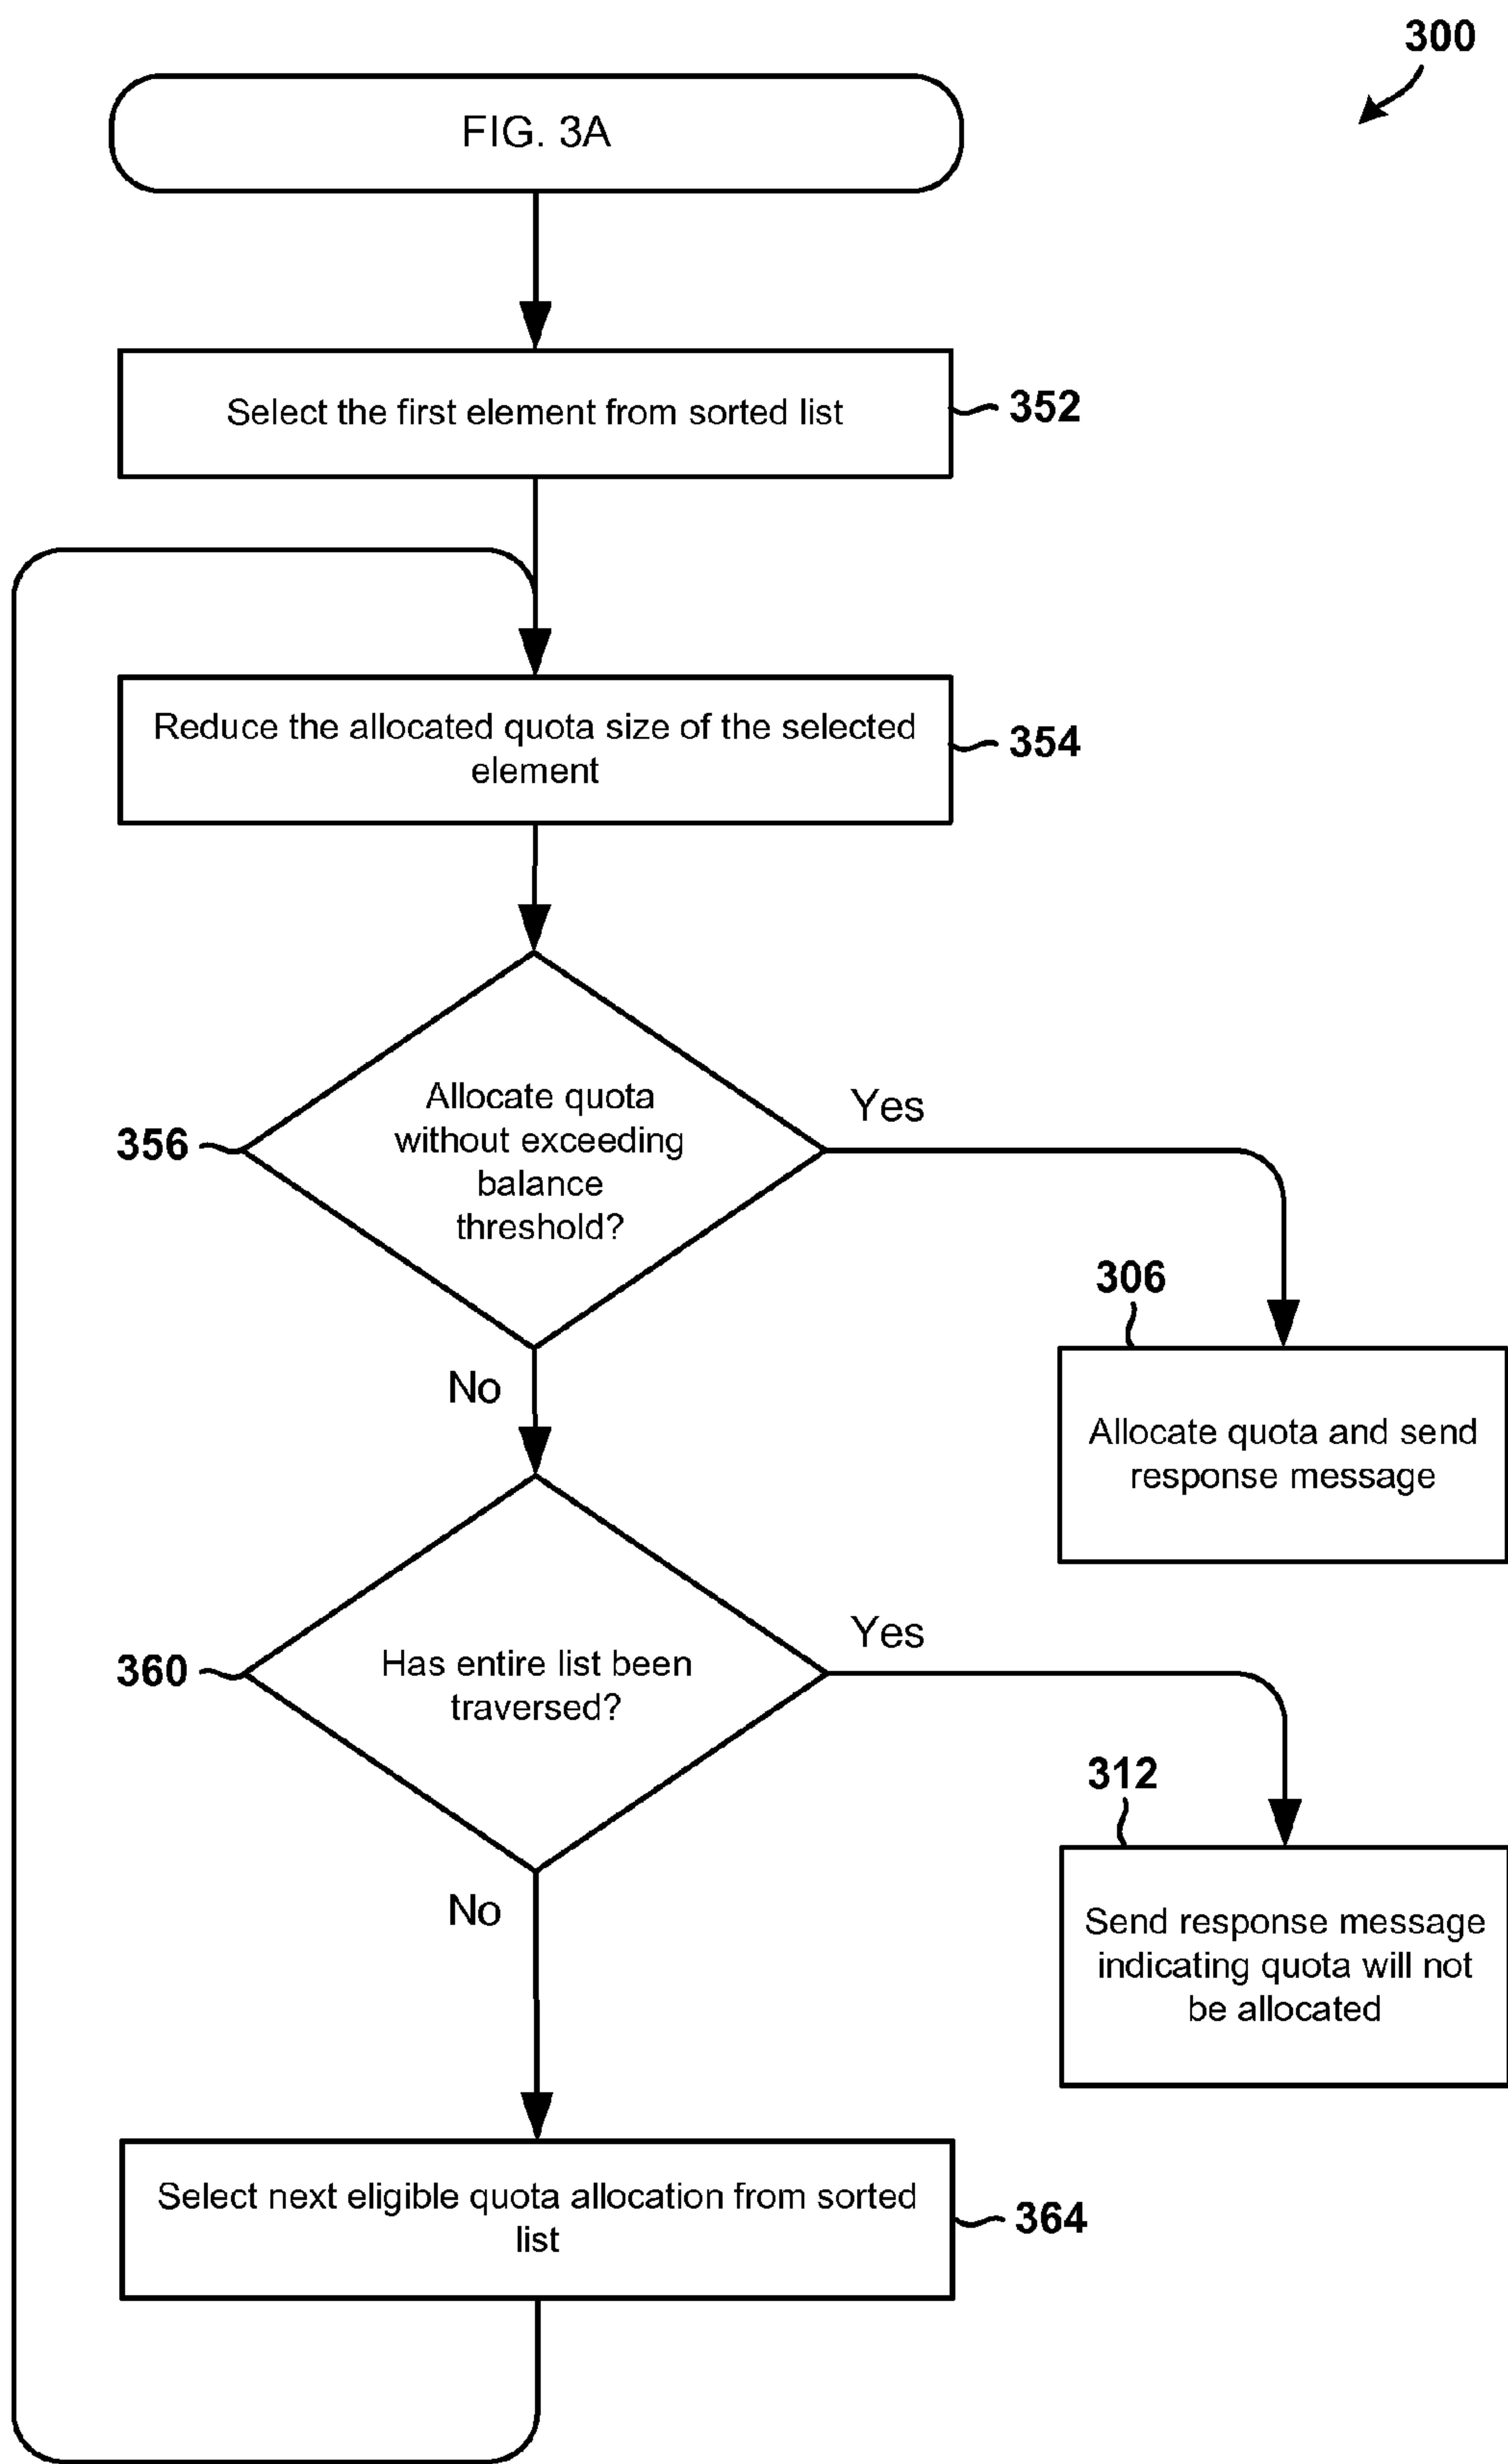 300
FIG. 3A
Select the first element from sorted list
352
Reduce the allocated quota size of the selected
element
354
Allocate quota
without exceeding
balance
threshold?
356
Yes
No
306
Allocate quota and send
response message
Has entire list been
traversed?
360
Yes
No
312
Send response message
indicating quota will not
be allocated
Select next eligible quota allocation from sorted
list
364